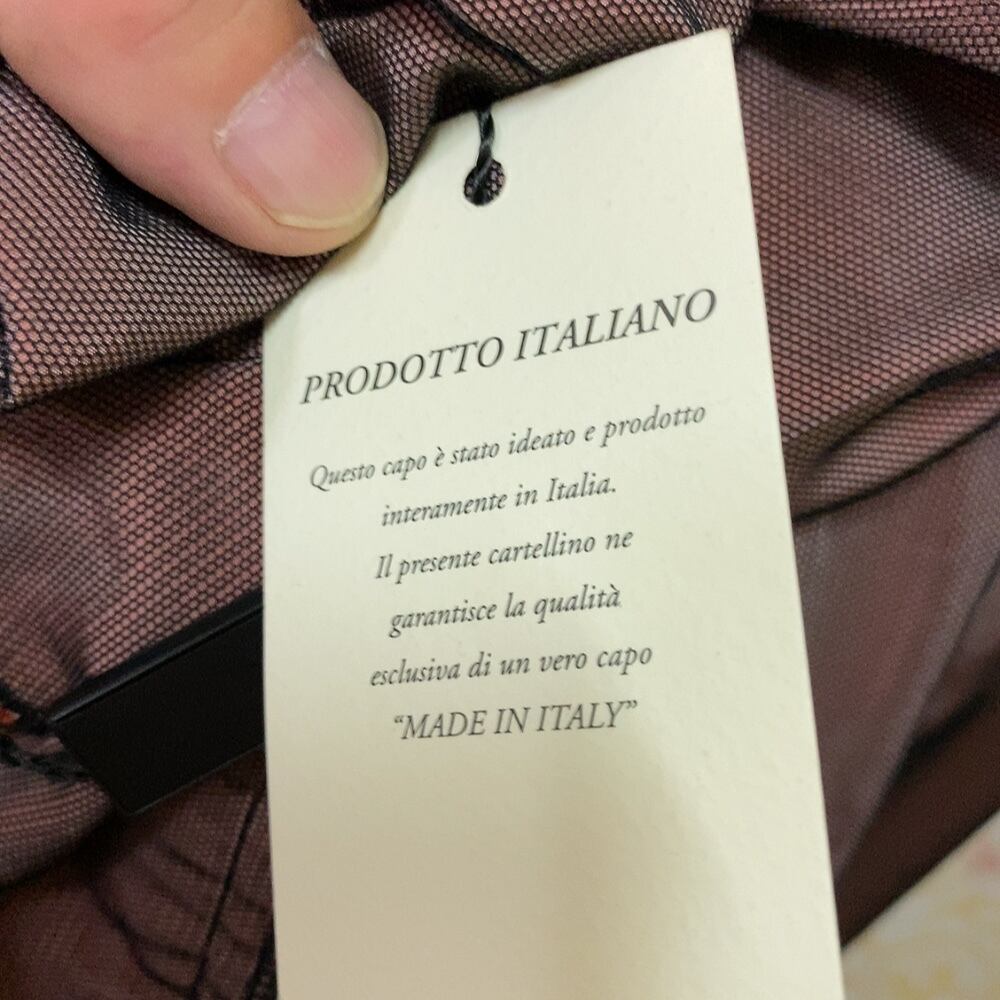 PRODOTTO ITALIANO
Questo capo è stato ideato e prodotto
interamente in Italia.
Il presente cartellino ne
garantisce la qualità
esclusiva di un vero capo
“MADE IN ITALY”